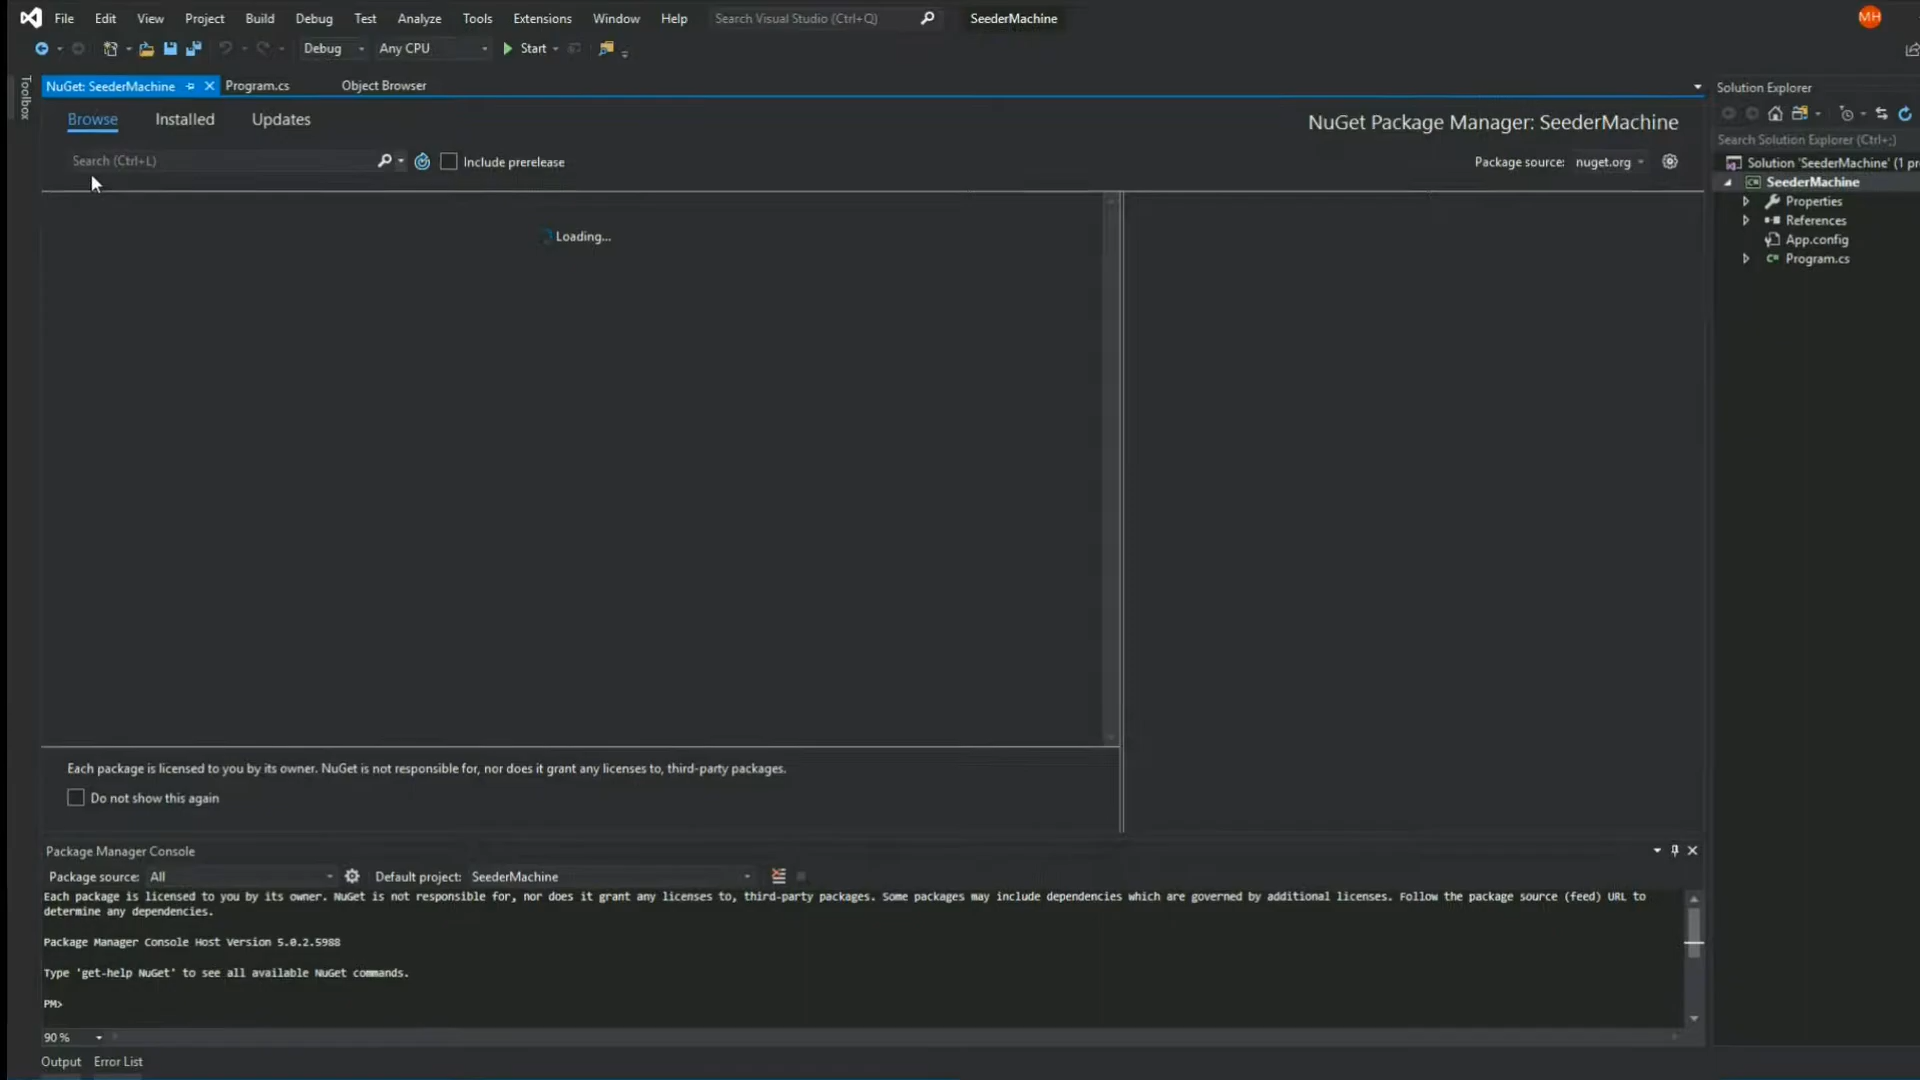 File Edit View Project Build Debug Test Analyze Tools Extensions Window Help Search Visual Studio (Ctrl+Q) SeederMachine MH
Debug Any CPU Start
Toolbox
NuGet: SeederMachine Program.cs Object Browser
Browse Installed Updates
NuGet Package Manager: SeederMachine
Search (Ctrl+L) Include prerelease
Package source: nuget.org
Loading...
Each package is licensed to you by its owner. NuGet is not responsible for, nor does it grant any licenses to, third-party packages.
Do not show this again
Solution Explorer
Search Solution Explorer (Ctrl+;)
Solution 'SeederMachine' (1 pr
SeederMachine
Properties
References
App.config
Program.cs
Package Manager Console
Package source: All Default project: SeederMachine
Each package is licensed to you by its owner. NuGet is not responsible for, nor does it grant any licenses to, third-party packages. Some packages may include dependencies which are governed by additional licenses. Follow the package source (feed) URL to
determine any dependencies.
Package Manager Console Host Version 5.0.2.5988
Type 'get-help NuGet' to see all available NuGet commands.
PM>
90 %
Output Error List